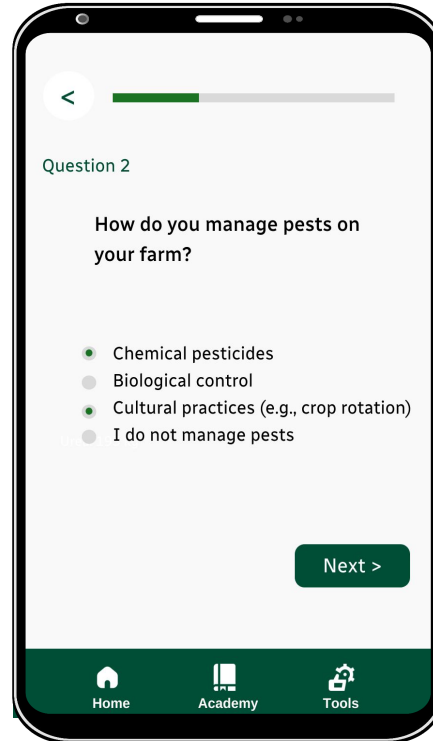 <
Question 2
How do you manage pests on
your farm?
Chemical pesticides
Biological control
Cultural practices (e.g., crop rotation)
I do not manage pests
Next >
Home Academy Tools